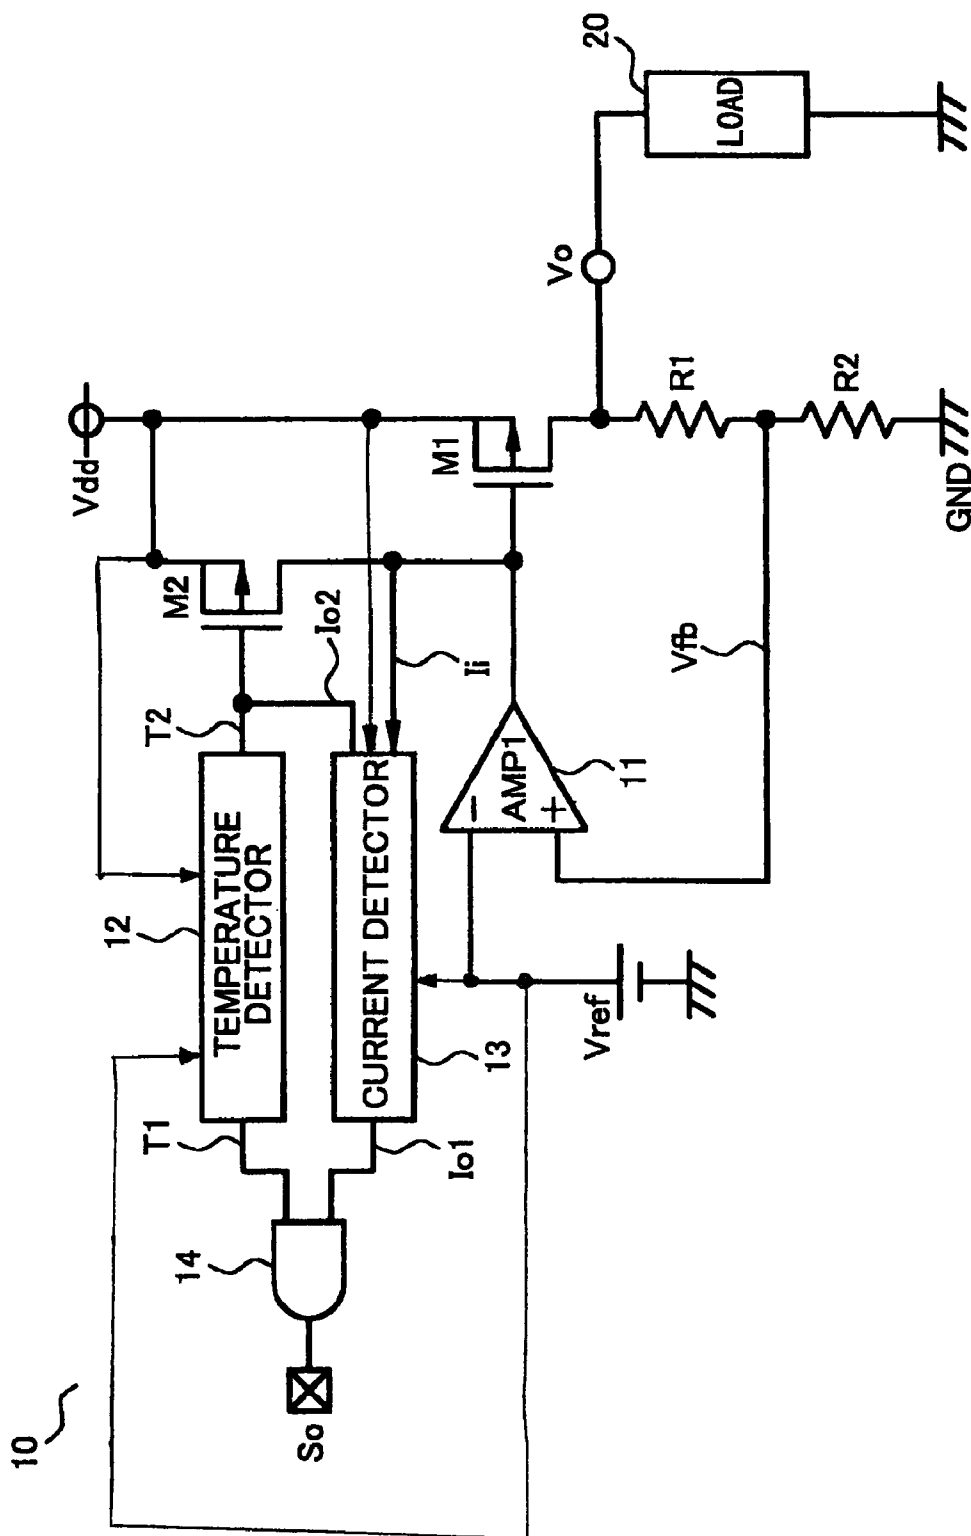 10
20
Vdd
12
TEMPERATURE
DETECTOR
T1
T2
M2
Io2
14
So
CURRENT DETECTOR
13
Io1
Ii
M1
Vo
LOAD
AMP1
−
+
11
R1
R2
Vfb
Vref
GND